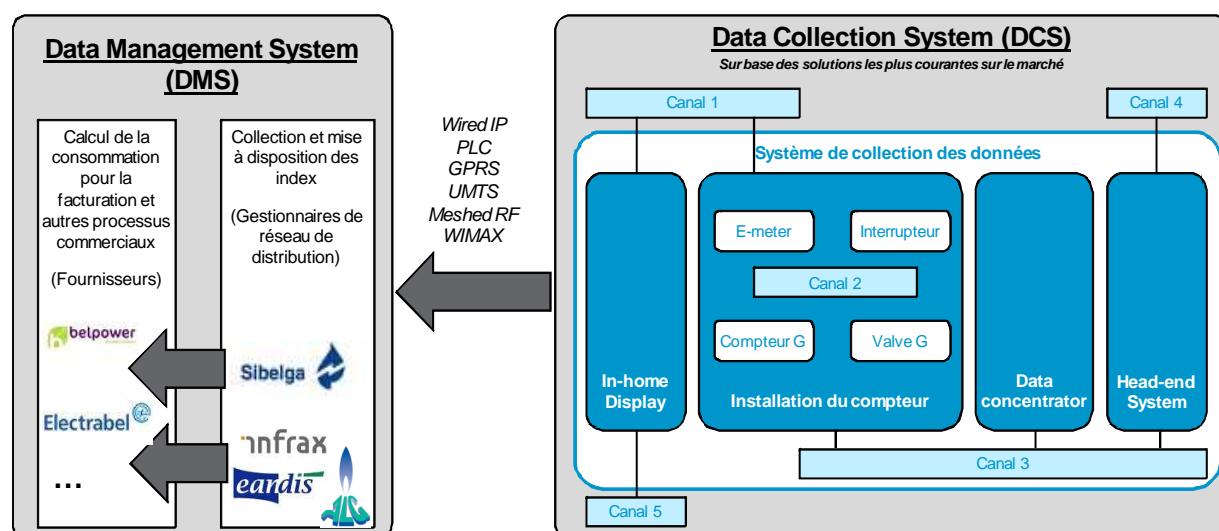 Data Management System
(DMS)
Calcul de la
consommation
pour la
facturation et
autres processus
commerciaux
(Fournisseurs)
belpower
Electrabel
...
Collection et mise
à disposition des
index
(Gestionnaires de
réseau de
distribution)
Sibelga
infrax
eandis
ALG
Wired IP
PLC
GPRS
UMTS
Meshed RF
WIMAX
Data Collection System (DCS)
Sur base des solutions les plus courantes sur le marché
Canal 1
Canal 4
Système de collection des données
E-meter
Interrupteur
Canal 2
Compteur G
Valve G
In-home
Display
Installation du compteur
Data
concentrator
Head-end
System
Canal 3
Canal 5